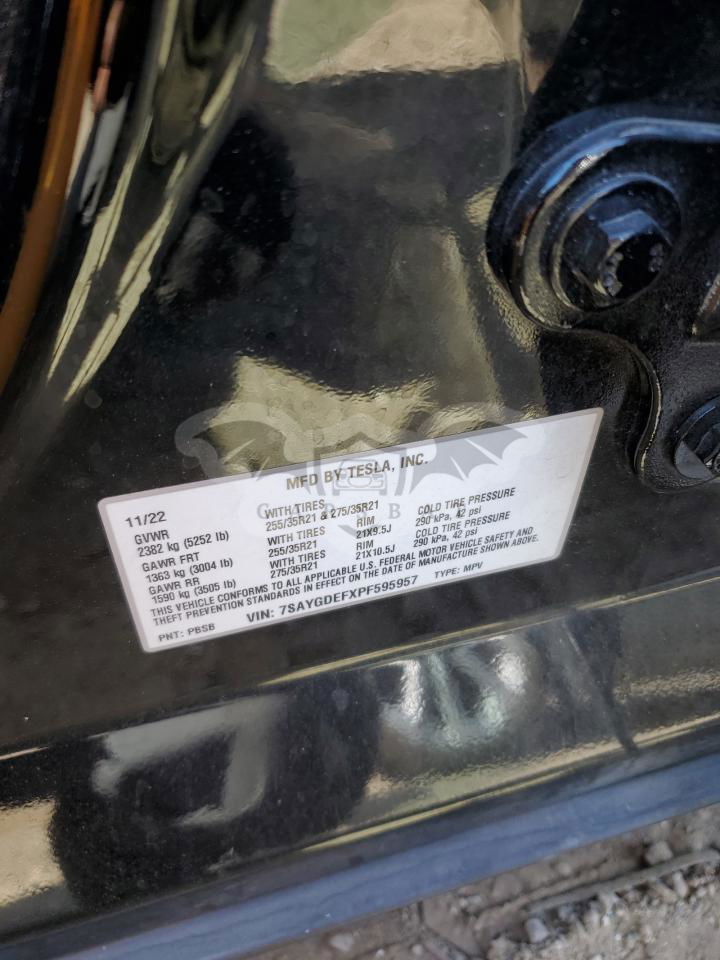 MFD BY TESLA, INC.
11/22
GVWR WITH TIRES COLD TIRE PRESSURE
2382 kg (5252 lb) 255/35R21 & 275/35R21 290 kPa, 42 psi
GAWR FRT WITH TIRES RIM COLD TIRE PRESSURE
1363 kg (3004 lb) 255/35R21 21X9.5J 290 kPa, 42 psi
GAWR RR WITH TIRES RIM
1590 kg (3505 lb) 275/35R21 21X10.5J
THIS VEHICLE CONFORMS TO ALL APPLICABLE U.S. FEDERAL MOTOR VEHICLE SAFETY AND
THEFT PREVENTION STANDARDS IN EFFECT ON THE DATE OF MANUFACTURE SHOWN ABOVE.
PNT: PBSB VIN: 7SAYGDEFXPF595957 TYPE: MPV